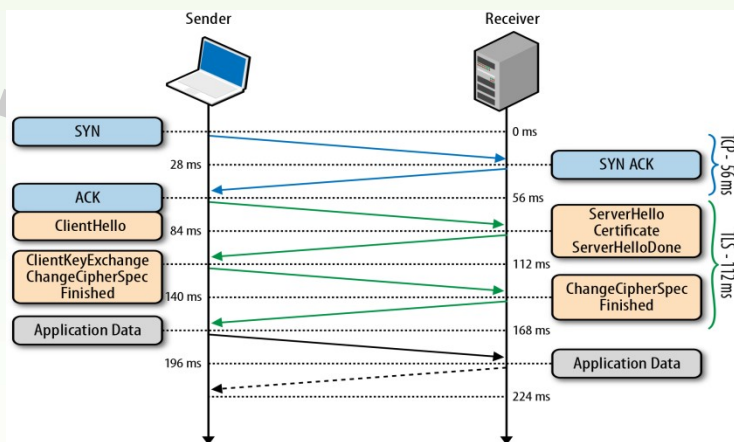 Sender
Receiver
SYN
0 ms
28 ms
SYN ACK
TCP - 56 ms
ACK
56 ms
ClientHello
84 ms
ServerHello
Certificate
ServerHelloDone
TLS - 112 ms
ClientKeyExchange
ChangeCipherSpec
Finished
112 ms
140 ms
ChangeCipherSpec
Finished
Application Data
168 ms
196 ms
Application Data
224 ms